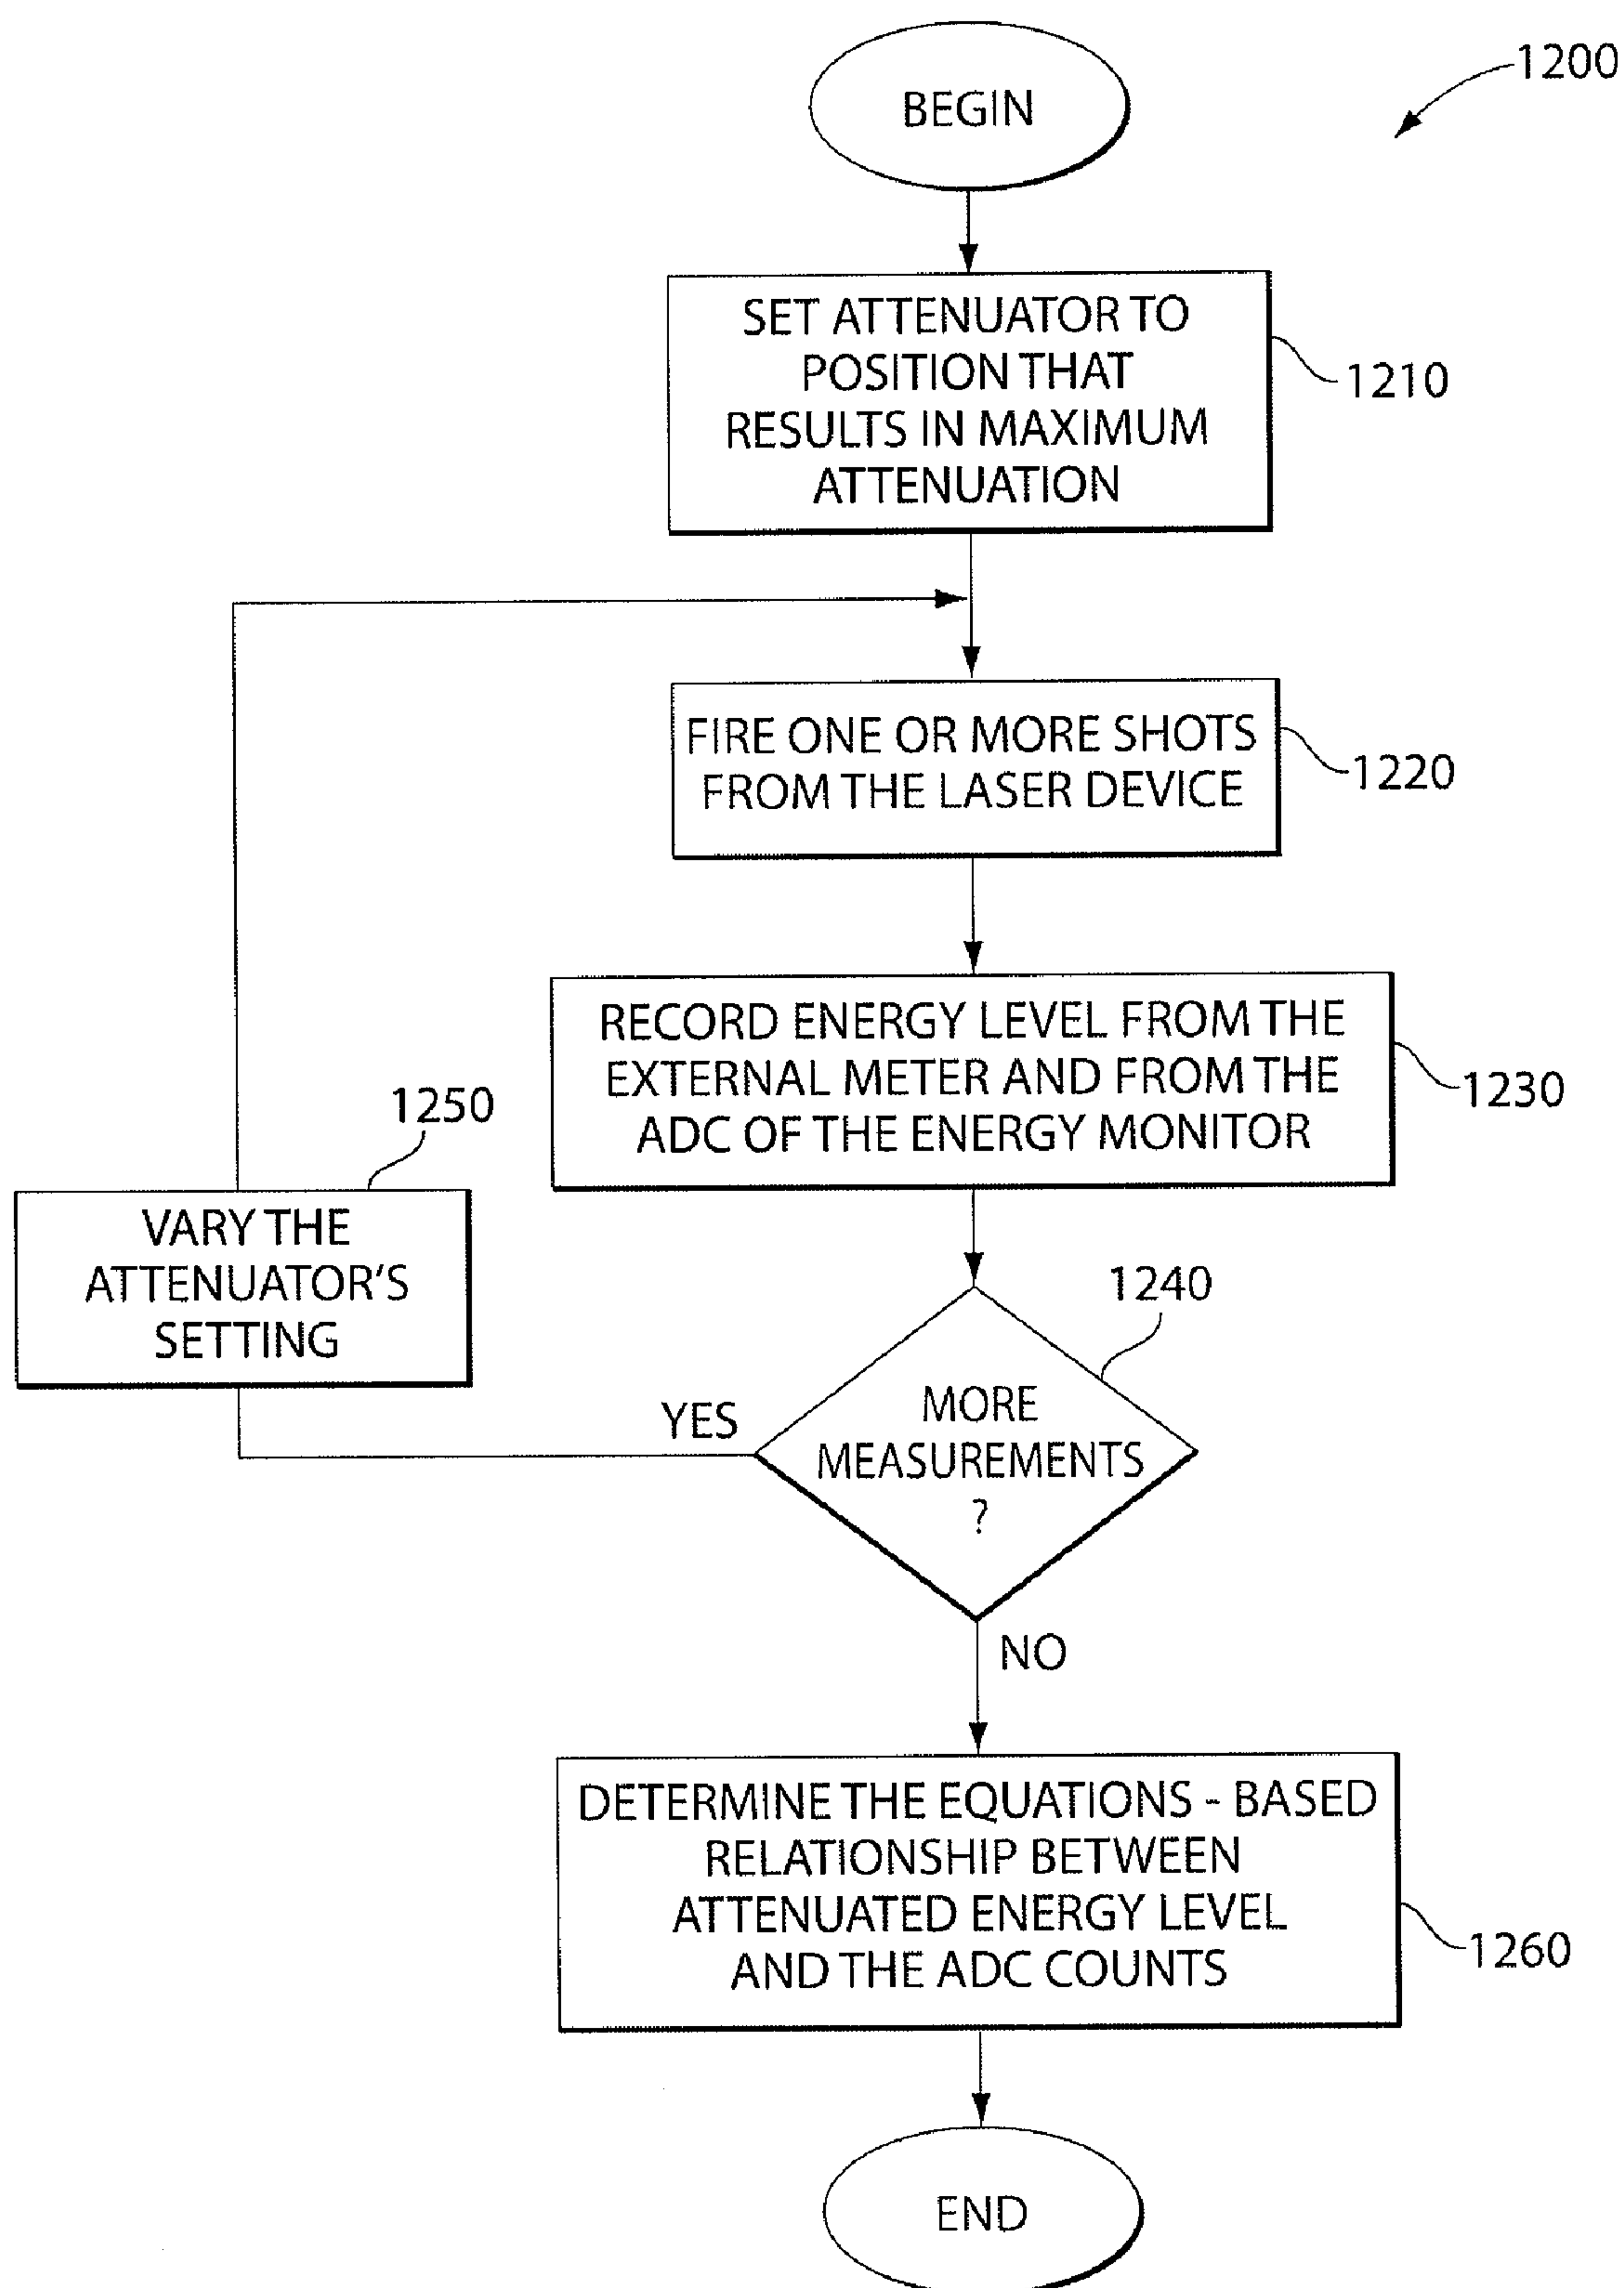 BEGIN
1200
SET ATTENUATOR TO
POSITION THAT
RESULTS IN MAXIMUM
ATTENUATION
1210
FIRE ONE OR MORE SHOTS
FROM THE LASER DEVICE
1220
RECORD ENERGY LEVEL FROM THE
EXTERNAL METER AND FROM THE
ADC OF THE ENERGY MONITOR
1230
1250
VARY THE
ATTENUATOR'S
SETTING
1240
YES
MORE
MEASUREMENTS
?
NO
DETERMINE THE EQUATIONS - BASED
RELATIONSHIP BETWEEN
ATTENUATED ENERGY LEVEL
AND THE ADC COUNTS
1260
END